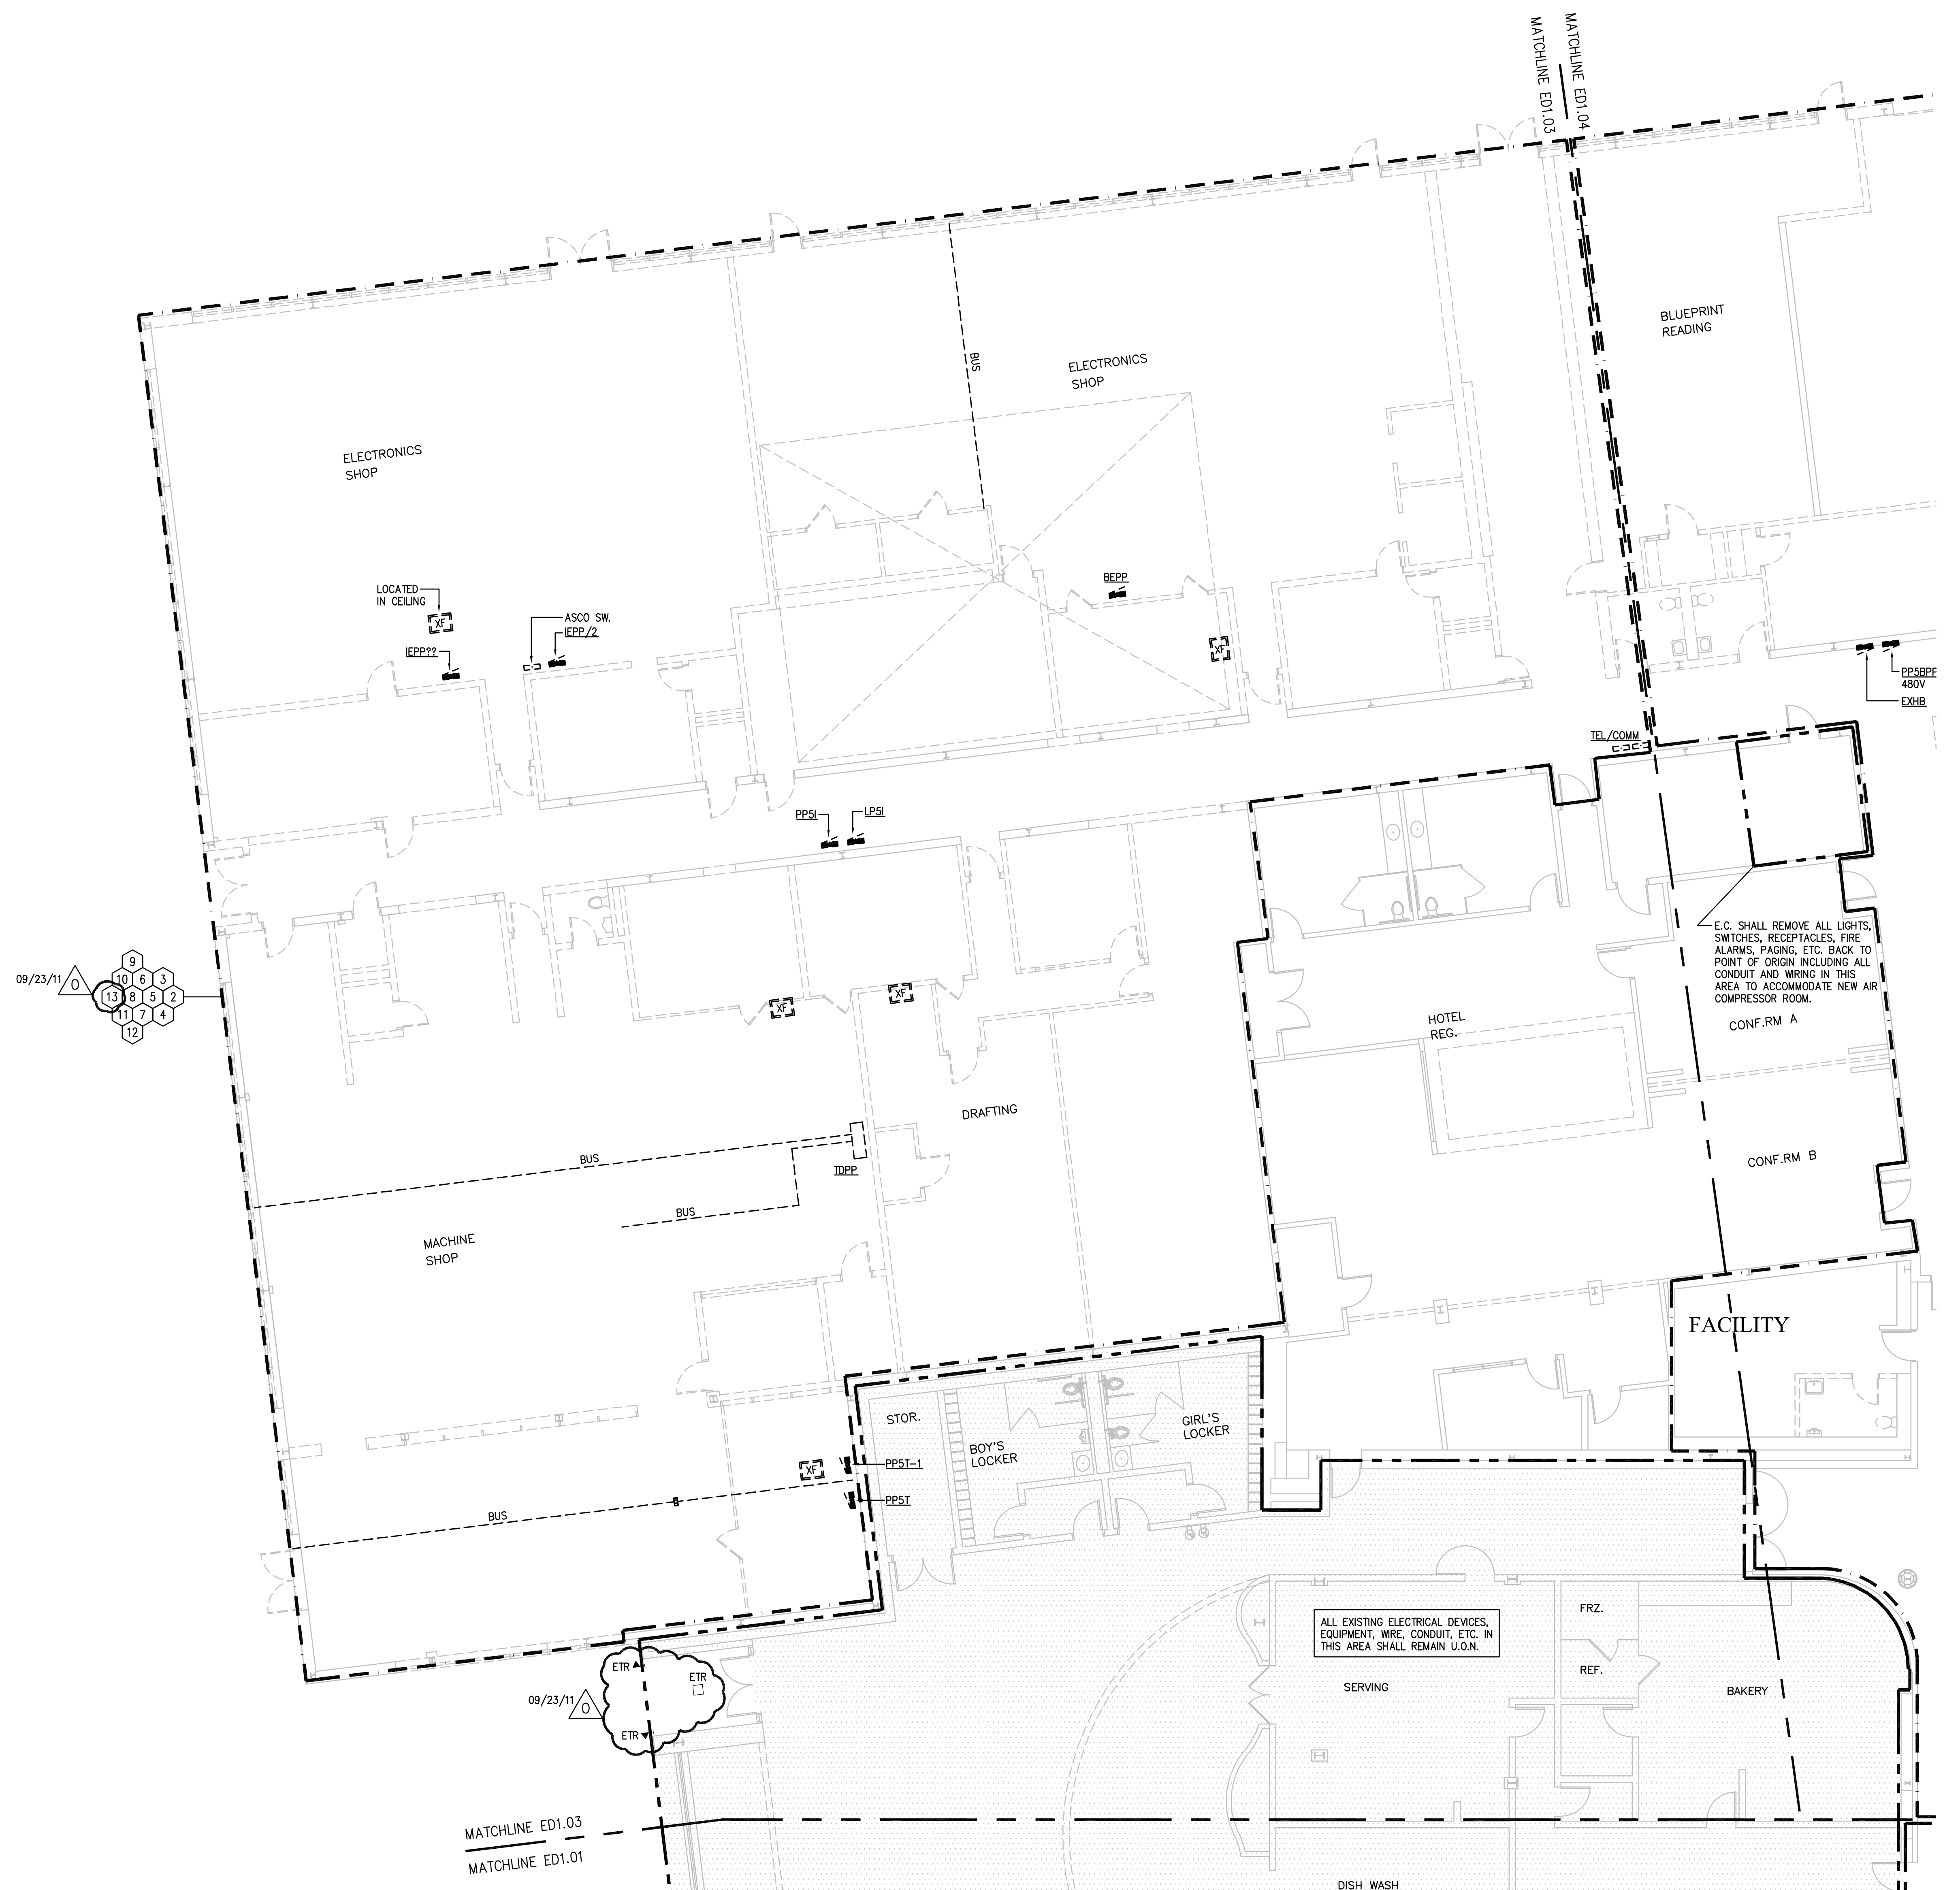 MATCHLINE ED1.03
MATCHLINE ED1.04
BLUEPRINT
READING
BUS
ELECTRONICS
SHOP
ELECTRONICS
SHOP
LOCATED
IN CEILING
XF
ASCO SW.
IEPP/2
IEPP??
BEPP
XF
PP5BPF
480V
EXHB
TEL/COMM
PP5I
LP5I
E.C. SHALL REMOVE ALL LIGHTS,
SWITCHES, RECEPTACLES, FIRE
ALARMS, PAGING, ETC. BACK TO
POINT OF ORIGIN INCLUDING ALL
CONDUIT AND WIRING IN THIS
AREA TO ACCOMMODATE NEW AIR
COMPRESSOR ROOM.
09/23/11
0
9
10 6 3
13 8 5 2
11 7 4
12
XF
XF
HOTEL
REG.
CONF.RM A
DRAFTING
BUS
TDPP
CONF.RM B
BUS
MACHINE
SHOP
FACILITY
STOR.
BOY'S
LOCKER
GIRL'S
LOCKER
XF
PP5T-1
PP5T
BUS
ALL EXISTING ELECTRICAL DEVICES,
EQUIPMENT, WIRE, CONDUIT, ETC. IN
THIS AREA SHALL REMAIN U.O.N.
FRZ.
REF.
SERVING
BAKERY
ETR
ETR
09/23/11
0
ETR
MATCHLINE ED1.03
MATCHLINE ED1.01
DISH WASH